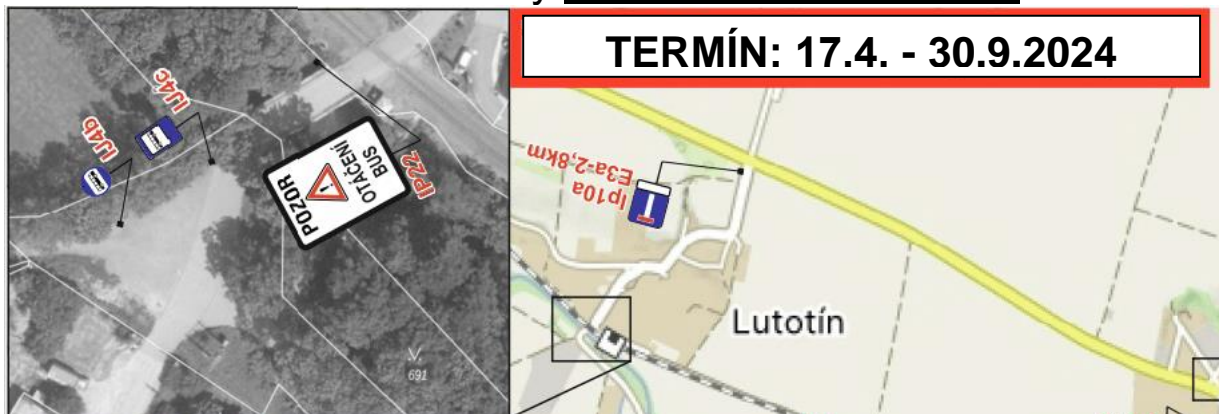 TERMÍN: 17.4. - 30.9.2024
IJ4c
IJ4b
POZOR
OTÁČENÍ
BUS
IP22
691
Ip10a
E3a-2,8km
Lutotín